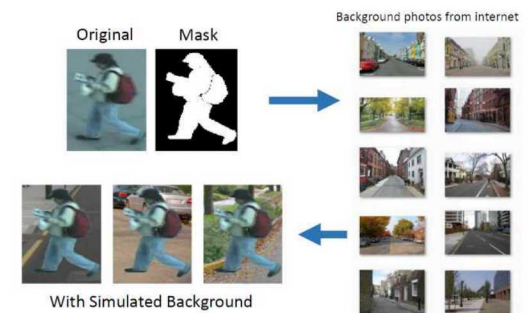 Background photos from internet
Original
Mask
With Simulated Background